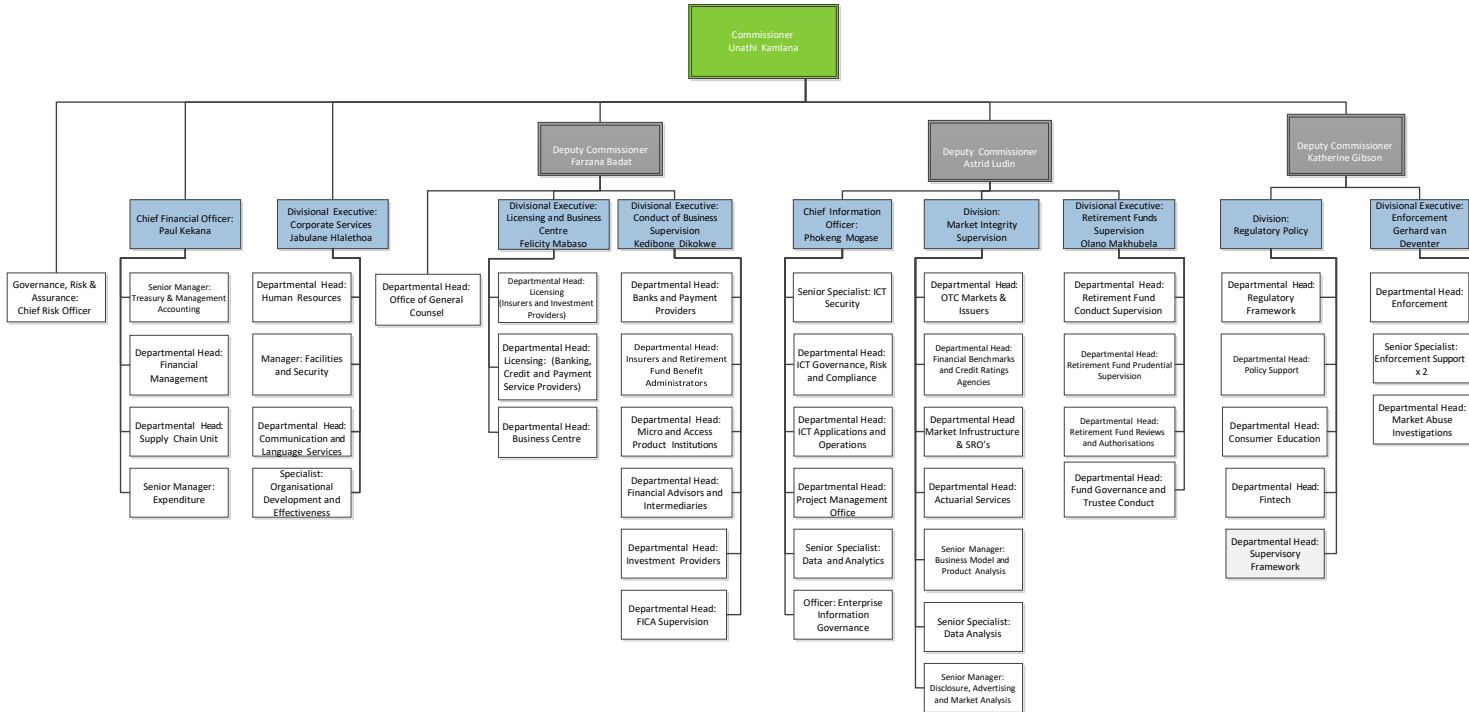 Commissioner
Unathi Kamlana
Deputy Commissioner
Farzana Badat
Deputy Commissioner
Astrid Ludin
Deputy Commissioner
Katherine Gibson
Chief Financial Officer:
Paul Kekana
Divisional Executive:
Corporate Services
Jabulane Hlalethoa
Divisional Executive:
Licensing and Business
Centre
Felicity Mabaso
Divisional Executive:
Conduct of Business
Supervision
Kedibone Dikokwe
Chief Information
Officer:
Phokeng Mogase
Division:
Market Integrity
Supervision
Divisional Executive:
Retirement Funds
Supervision
Olano Makhubela
Division:
Regulatory Policy
Divisional Executive:
Enforcement
Gerhard van
Deventer
Governance, Risk &
Assurance:
Chief Risk Officer
Senior Manager:
Treasury & Management
Accounting
Departmental Head:
Financial
Management
Departmental Head:
Supply Chain Unit
Senior Manager:
Expenditure
Departmental Head:
Human Resources
Manager: Facilities
and Security
Departmental Head:
Communication and
Language Services
Specialist:
Organisational
Development and
Effectiveness
Departmental Head:
Office of General
Counsel
Departmental Head:
Licensing
(Insurers and Investment
Providers)
Departmental Head:
Licensing: (Banking,
Credit and Payment
Service Providers)
Departmental Head:
Business Centre
Departmental Head:
Banks and Payment
Providers
Departmental Head:
Insurers and Retirement
Fund Benefit
Administrators
Departmental Head:
Micro and Access
Product Institutions
Departmental Head:
Financial Advisors and
Intermediaries
Departmental Head:
Investment Providers
Departmental Head:
FICA Supervision
Senior Specialist: ICT
Security
Departmental Head:
ICT Governance, Risk
and Compliance
Departmental Head:
ICT Applications and
Operations
Departmental Head:
Project Management
Office
Senior Specialist:
Data and Analytics
Officer: Enterprise
Information
Governance
Departmental Head:
OTC Markets &
Issuers
Departmental Head:
Financial Benchmarks
and Credit Ratings
Agencies
Departmental Head
Market Infrustructure
& SRO's
Departmental Head:
Actuarial Services
Senior Manager:
Business Model and
Product Analysis
Senior Specialist:
Data Analysis
Senior Manager:
Disclosure, Advertising
and Market Analysis
Departmental Head:
Retirement Fund
Conduct Supervision
Departmental Head:
Retirement Fund Prudential
Supervision
Departmental Head:
Retirement Fund Reviews
and Authorisations
Departmental Head:
Fund Governance and
Trustee Conduct
Departmental Head:
Regulatory
Framework
Departmental Head:
Policy Support
Departmental Head:
Consumer Education
Departmental Head:
Fintech
Departmental Head:
Supervisory
Framework
Departmental Head:
Enforcement
Senior Specialist:
Enforcement Support
x 2
Departmental Head:
Market Abuse
Investigations